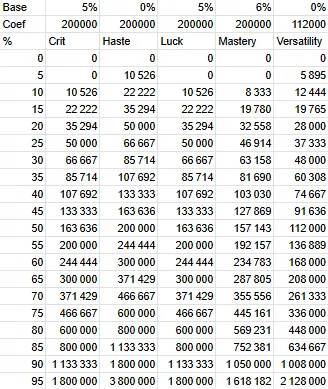 Base 5% 0% 5% 6% 0%
Coef 200000 200000 200000 200000 112000
% Crit Haste Luck Mastery Versatility
0 0 0 0 0 0
5 0 10 526 0 0 5 895
10 10 526 22 222 10 526 8 333 12 444
15 22 222 35 294 22 222 19 780 19 765
20 35 294 50 000 35 294 32 558 28 000
25 50 000 66 667 50 000 46 914 37 333
30 66 667 85 714 66 667 63 158 48 000
35 85 714 107 692 85 714 81 690 60 308
40 107 692 133 333 107 692 103 030 74 667
45 133 333 163 636 133 333 127 869 91 636
50 163 636 200 000 163 636 157 143 112 000
55 200 000 244 444 200 000 192 157 136 889
60 244 444 300 000 244 444 234 783 168 000
65 300 000 371 429 300 000 287 805 208 000
70 371 429 466 667 371 429 355 556 261 333
75 466 667 600 000 466 667 445 161 336 000
80 600 000 800 000 600 000 569 231 448 000
85 800 000 1 133 333 800 000 752 381 634 667
90 1 133 333 1 800 000 1 133 333 1 050 000 1 008 000
95 1 800 000 3 800 000 1 800 000 1 618 182 2 128 000